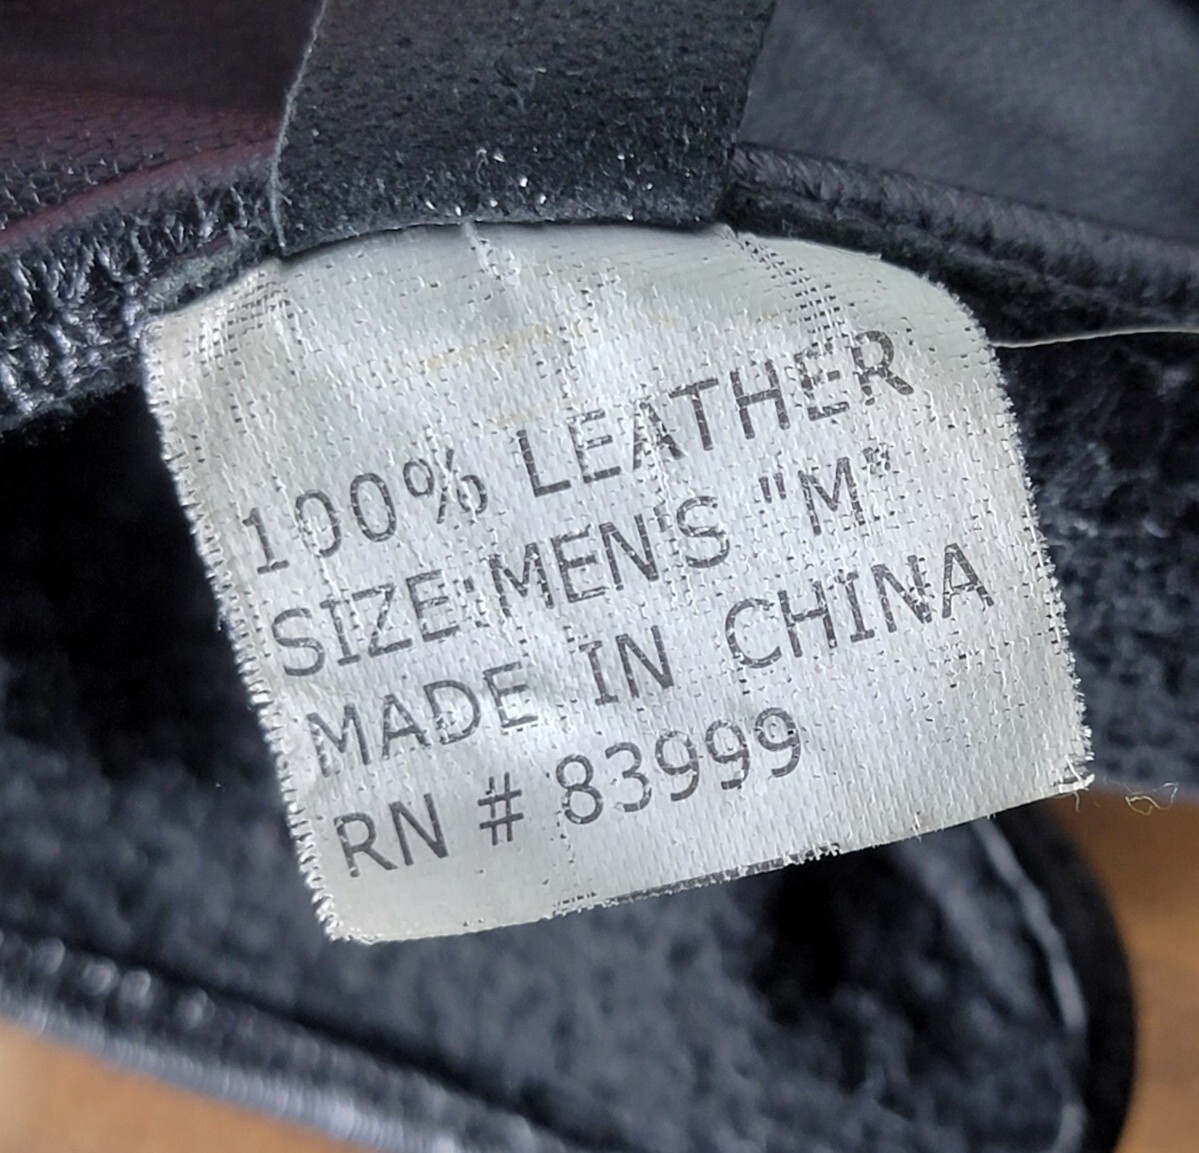 100% LEATHER
SIZE:MEN'S "M"
MADE IN CHINA
RN # 83999